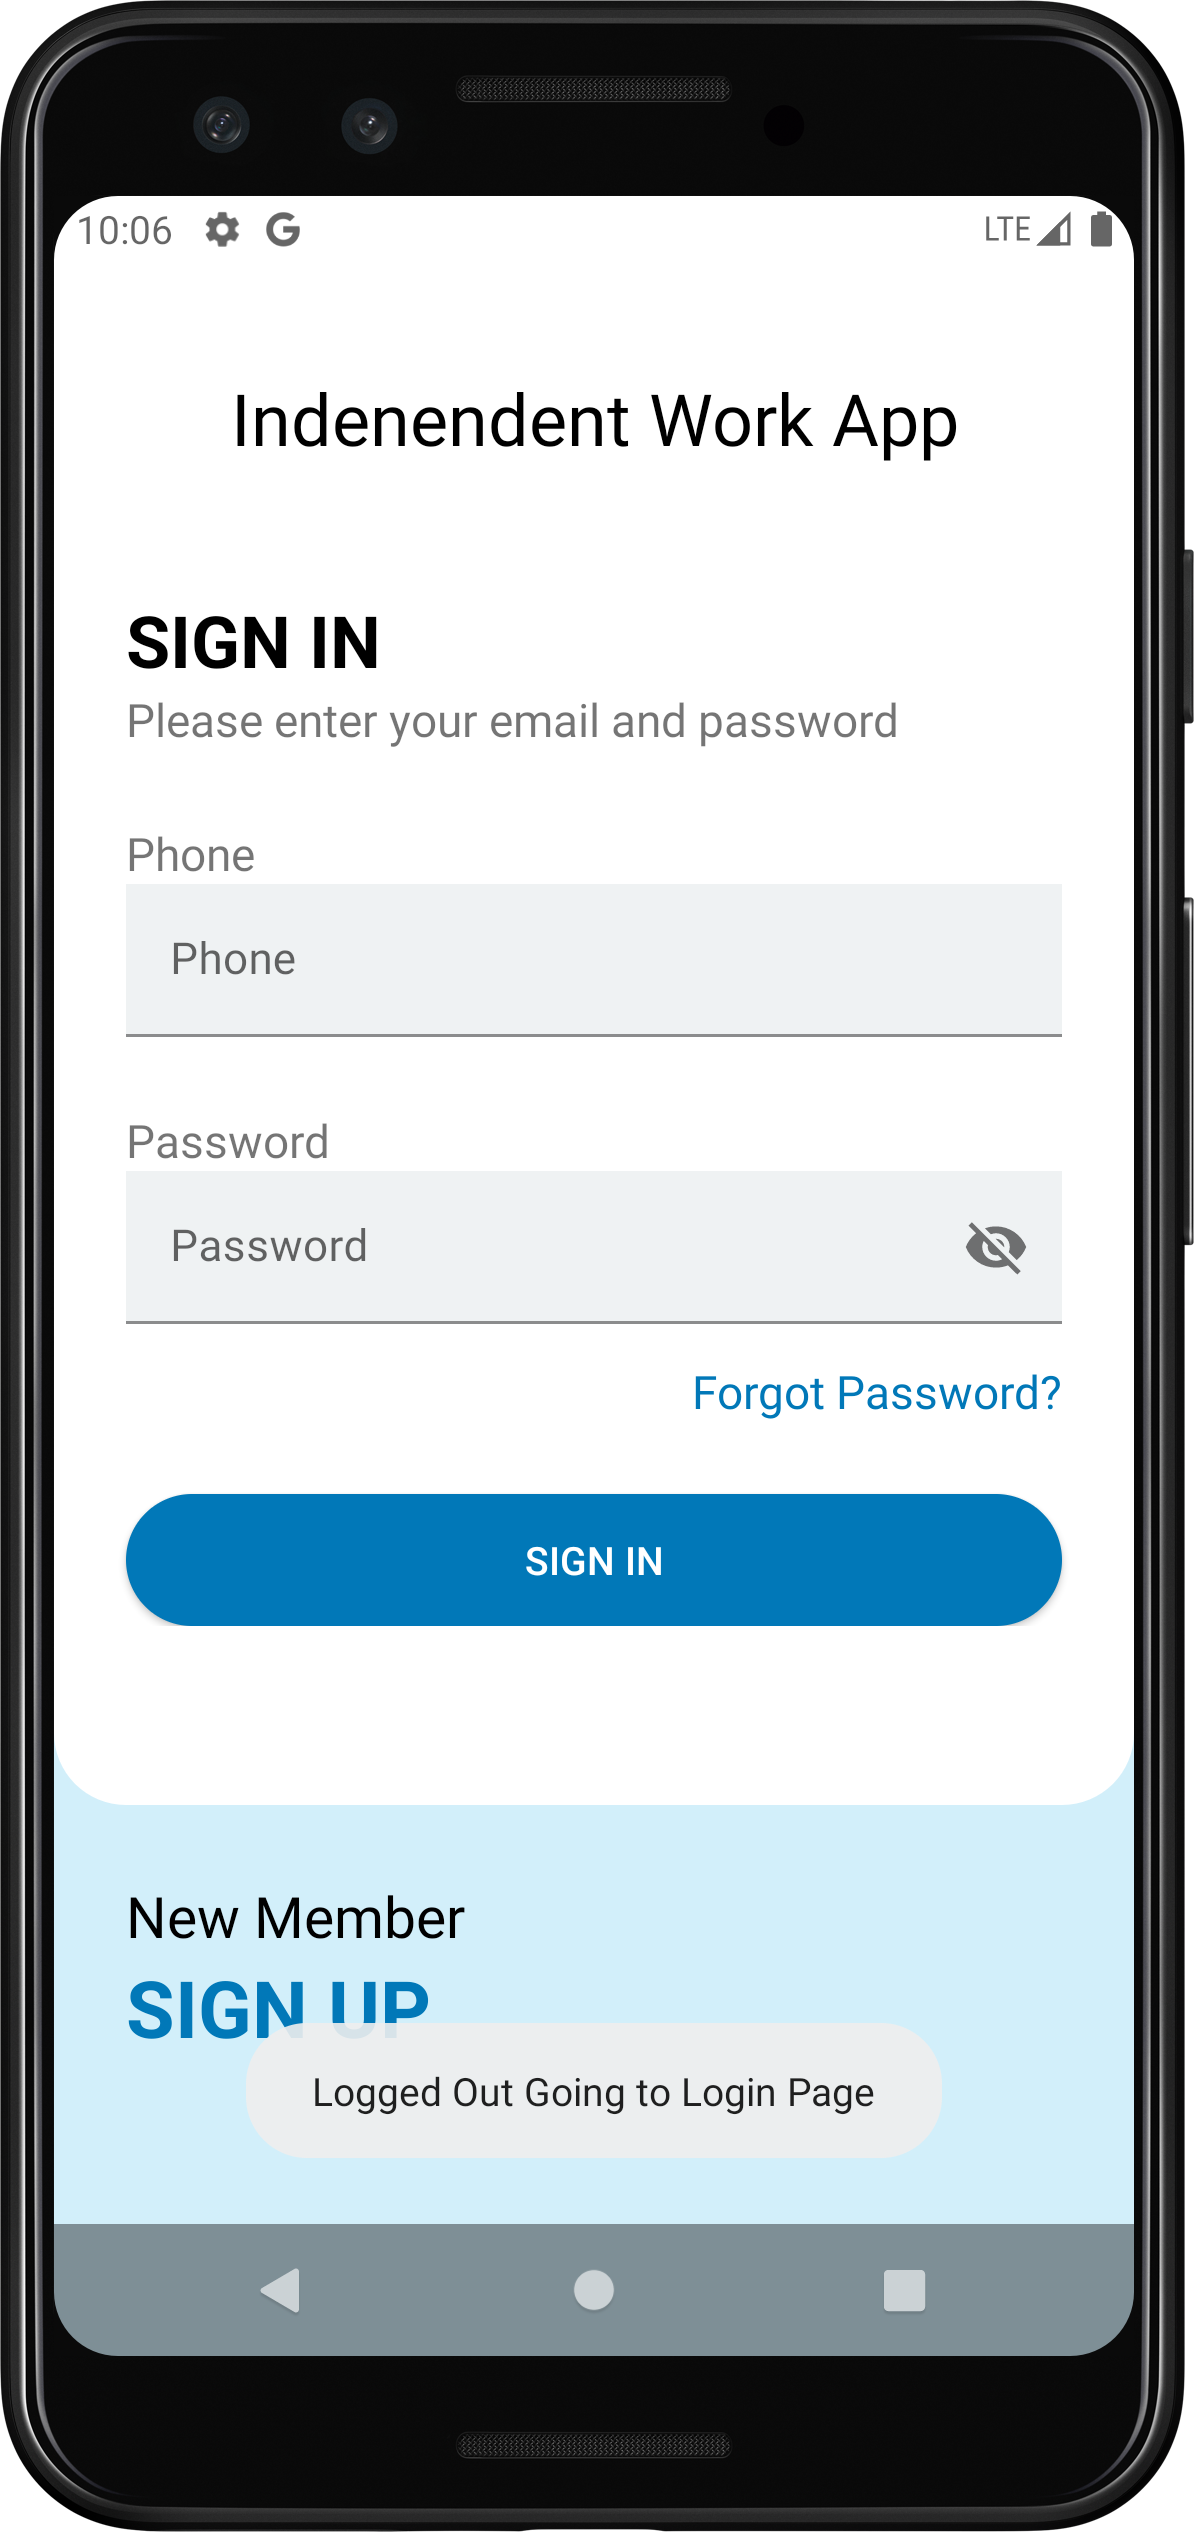 10:06 LTE
Indenendent Work App
SIGN IN
Please enter your email and password
Phone
Phone
Password
Password
Forgot Password?
SIGN IN
New Member
SIGN UP
Logged Out Going to Login Page